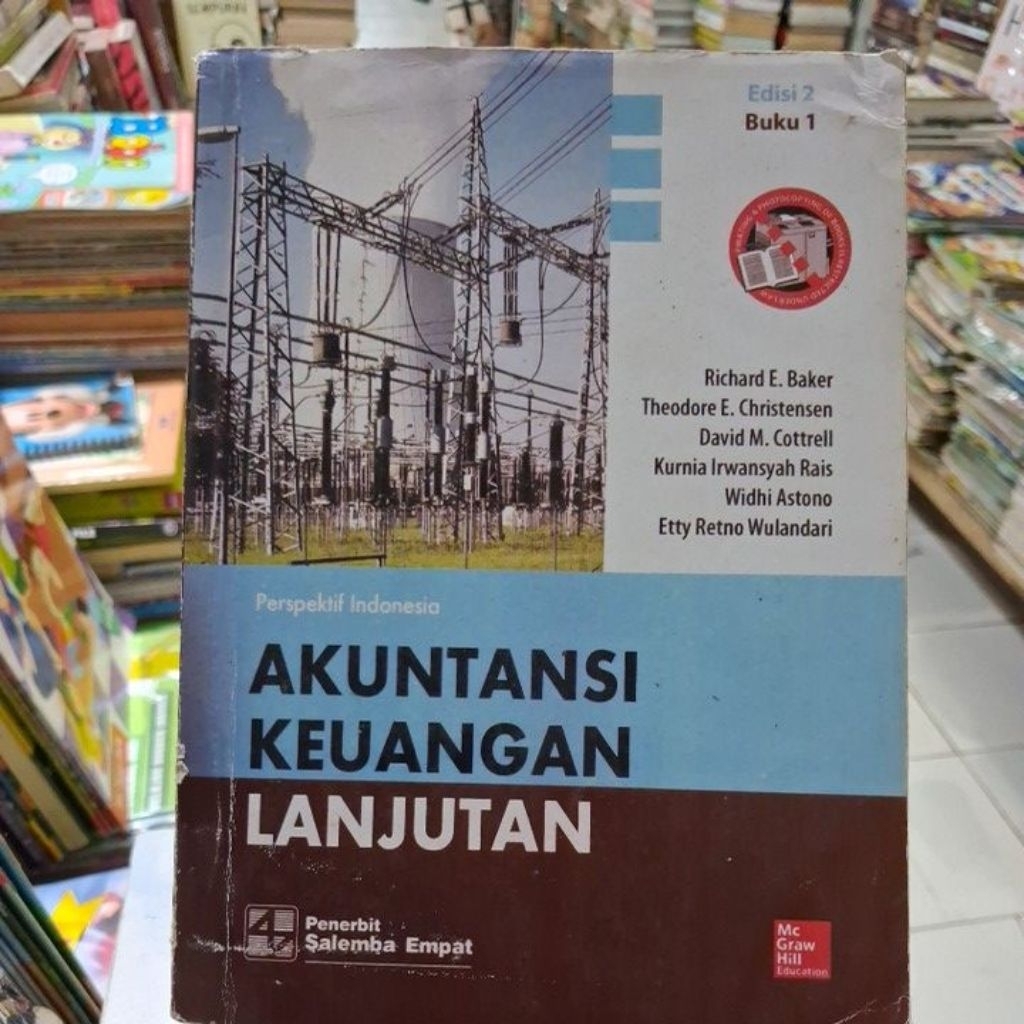 Edisi 2
Buku 1
Richard E. Baker
Theodore E. Christensen
David M. Cottrell
Kurnia Irwansyah Rais
Widhi Astono
Etty Retno Wulandari
Perspektif Indonesia
AKUNTANSI
KEUANGAN
LANJUTAN
Penerbit
Salemba Empat
Mc
Graw
Hill
Education